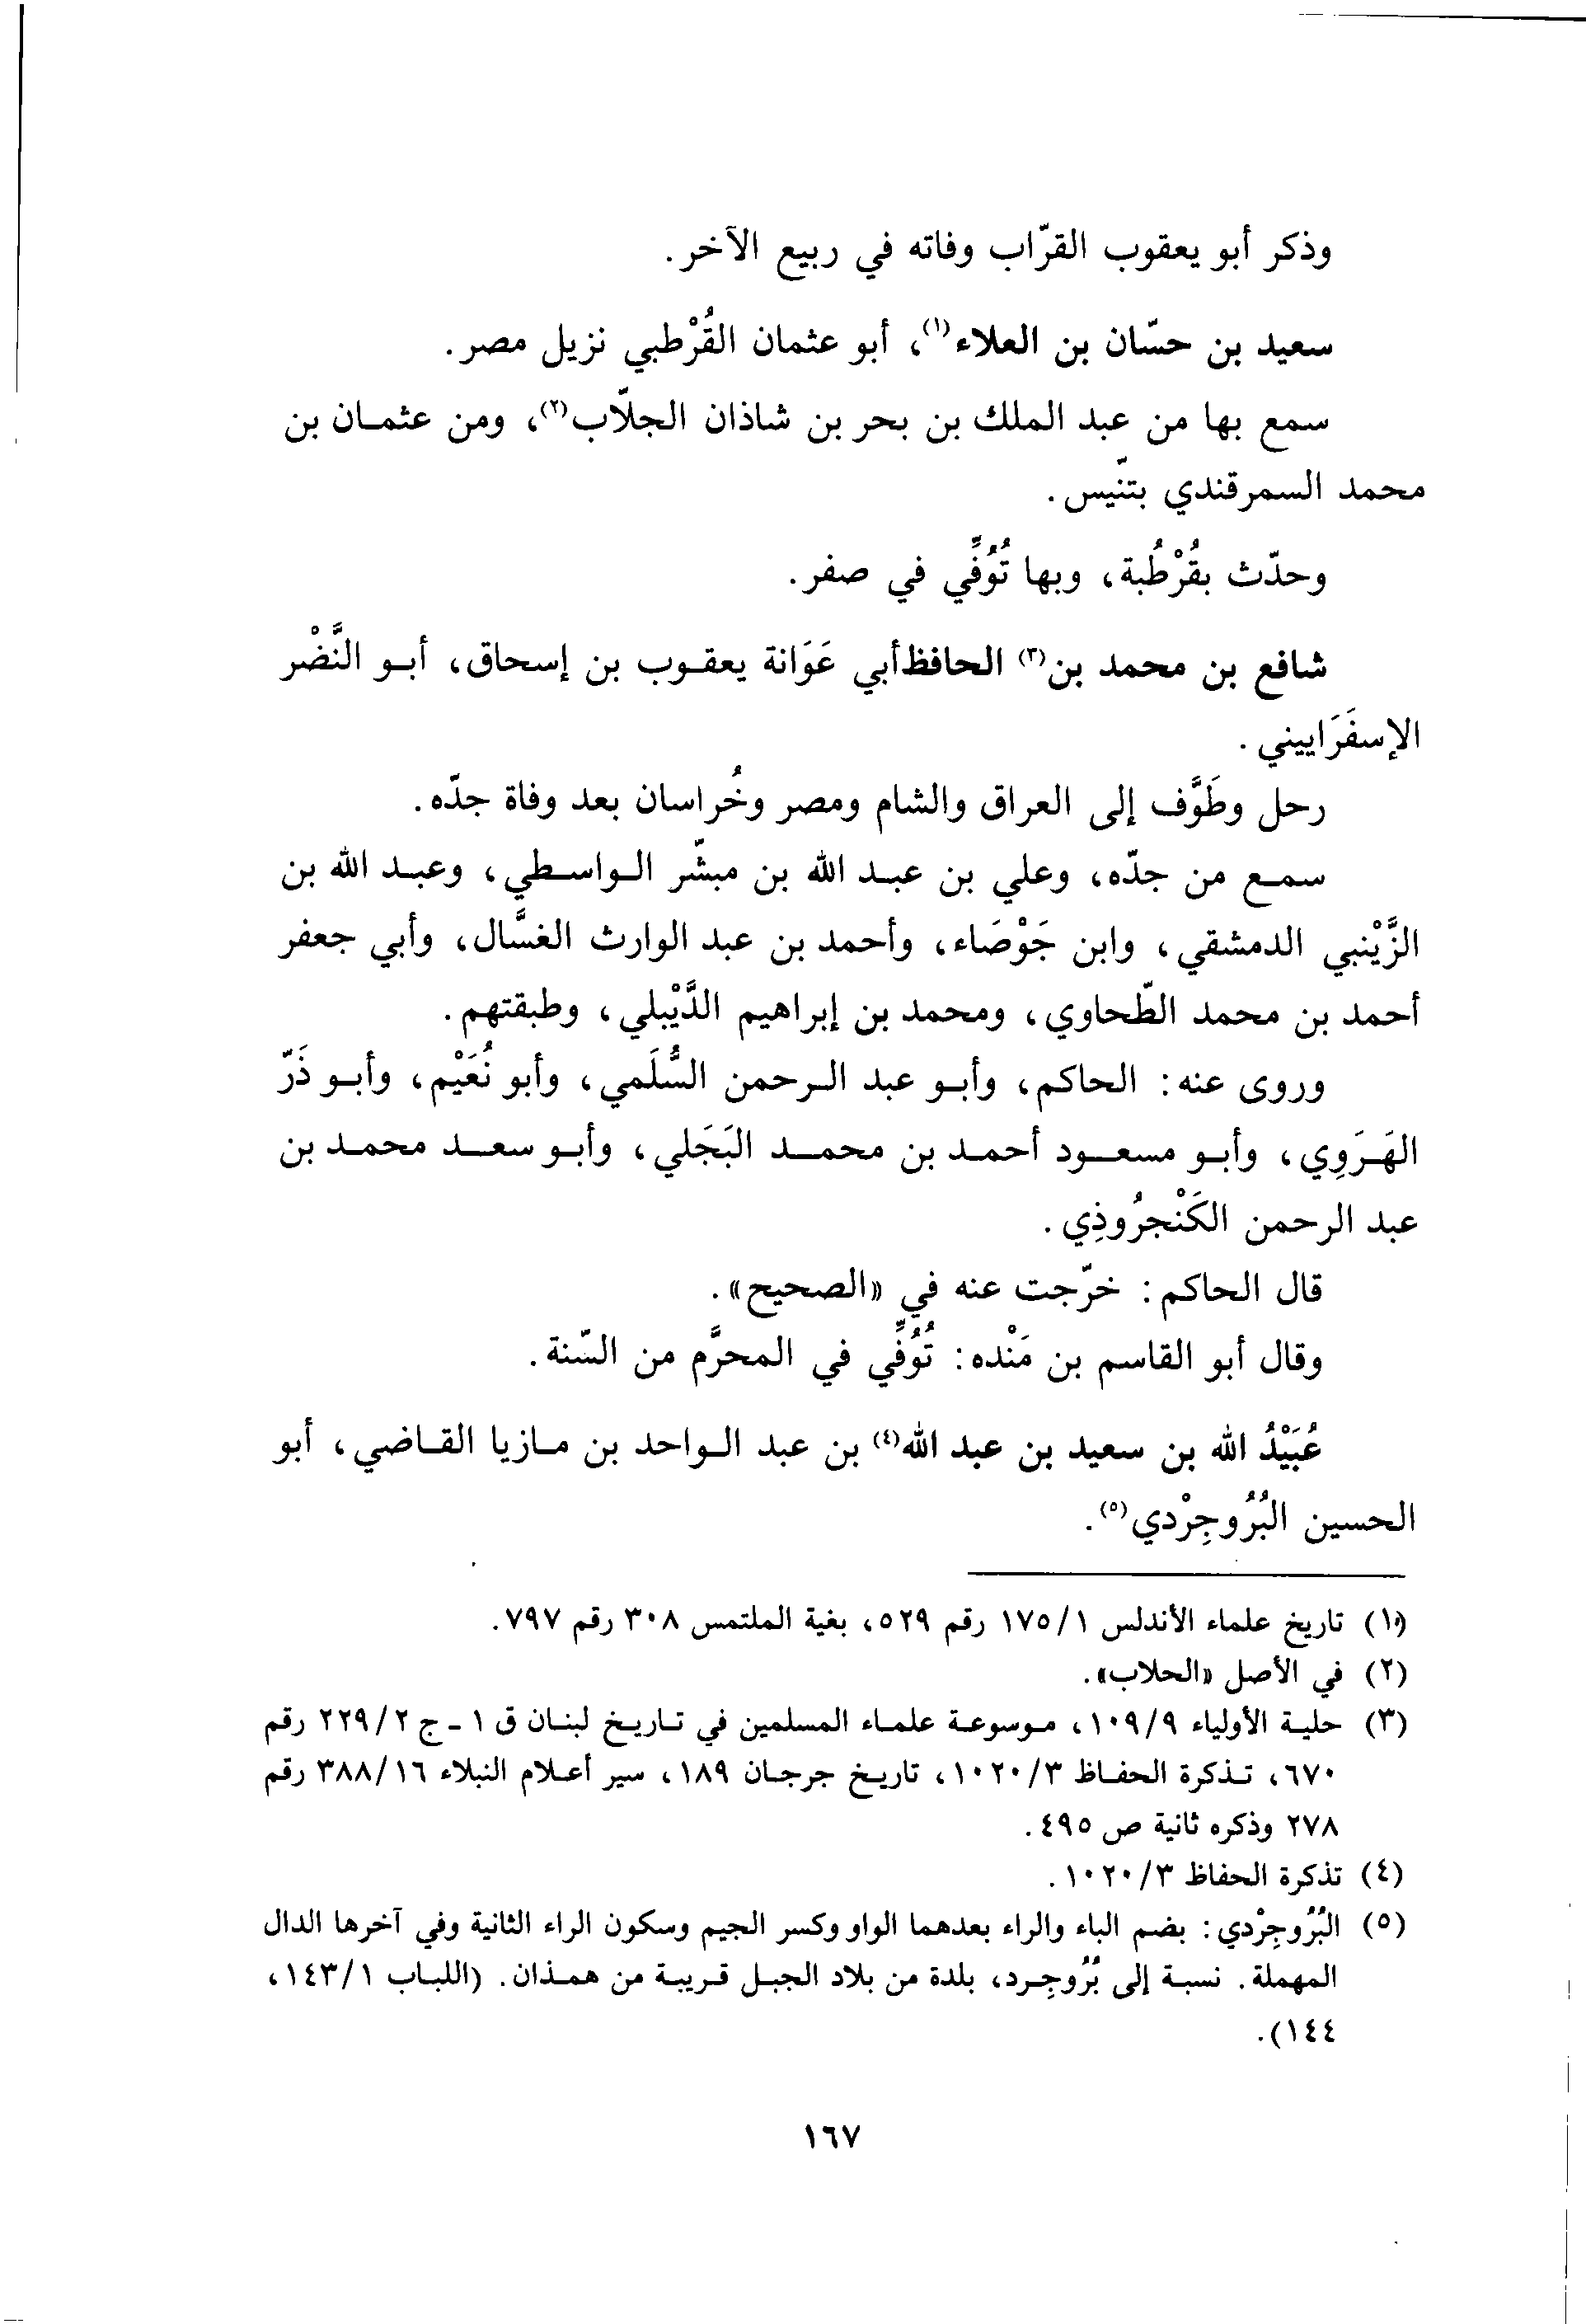 وذكر أبو يعقوب القرّاب وفاته في ربيع الآخر.
سعيد بن حسّان بن العلاء(١)، أبو عثمان القُرْطبي نزيل مصر.
سمع بها من عبد الملك بن بحر بن شاذان الجلاّب(٢)، ومن عثمان بن
محمد السمرقندي بتنّيس.
وحدّث بقُرْطُبة، وبها تُوُفِّي في صفر.
شافع بن محمد بن(٣) الحافظ أبي عَوَانة يعقوب بن إسحاق، أبو النَّضْر
الإسفَرَاييني.
رحل وطَوَّف إلى العراق والشام ومصر وخُراسان بعد وفاة جدّه.
سمع من جدّه، وعلي بن عبد الله بن مبشّر الواسطي، وعبد الله بن
الزَّيْنبي الدمشقي، وابن جَوْصَاء، وأحمد بن عبد الوارث الغسَّال، وأبي جعفر
أحمد بن محمد الطّحاوي، ومحمد بن إبراهيم الدَّيْبلي، وطبقتهم.
وروى عنه: الحاكم، وأبو عبد الرحمن السُّلَمي، وأبو نُعَيْم، وأبو ذَرّ
الهَرَوِي، وأبو مسعود أحمد بن محمد البَجَلي، وأبو سعد محمد بن
عبد الرحمن الكَنْجرُوذِي.
قال الحاكم: خرّجت عنه في «الصحيح».
وقال أبو القاسم بن مَنْده: تُوُفِّي في المحرَّم من السّنة.
عُبَيْدُ الله بن سعيد بن عبد الله(٤) بن عبد الواحد بن مازيا القاضي، أبو
الحسين البُرُوجِرْدي(٥).
(١) تاريخ علماء الأندلس ١٧٥/١ رقم ٥٢٩، بغية الملتمس ٣٠٨ رقم ٧٩٧.
(٢) في الأصل «الحلاب».
(٣) حلية الأولياء ١٠٩/٩، موسوعة علماء المسلمين في تاريخ لبنان ق ١ - ج ٢٢٩/٢ رقم
٦٧٠، تذكرة الحفاظ ١٠٢٠/٣، تاريخ جرجان ١٨٩، سير أعلام النبلاء ٣٨٨/١٦ رقم
٢٧٨ وذكره ثانية ص ٤٩٥.
(٤) تذكرة الحفاظ ١٠٢٠/٣.
(٥) البُرُوجِرْدي: بضم الباء والراء بعدهما الواو وكسر الجيم وسكون الراء الثانية وفي آخرها الدال
المهملة. نسبة إلى بُرُوجِرد، بلدة من بلاد الجبل قريبة من همذان. (اللباب ١٤٣/١،
١٤٤).
١٦٧